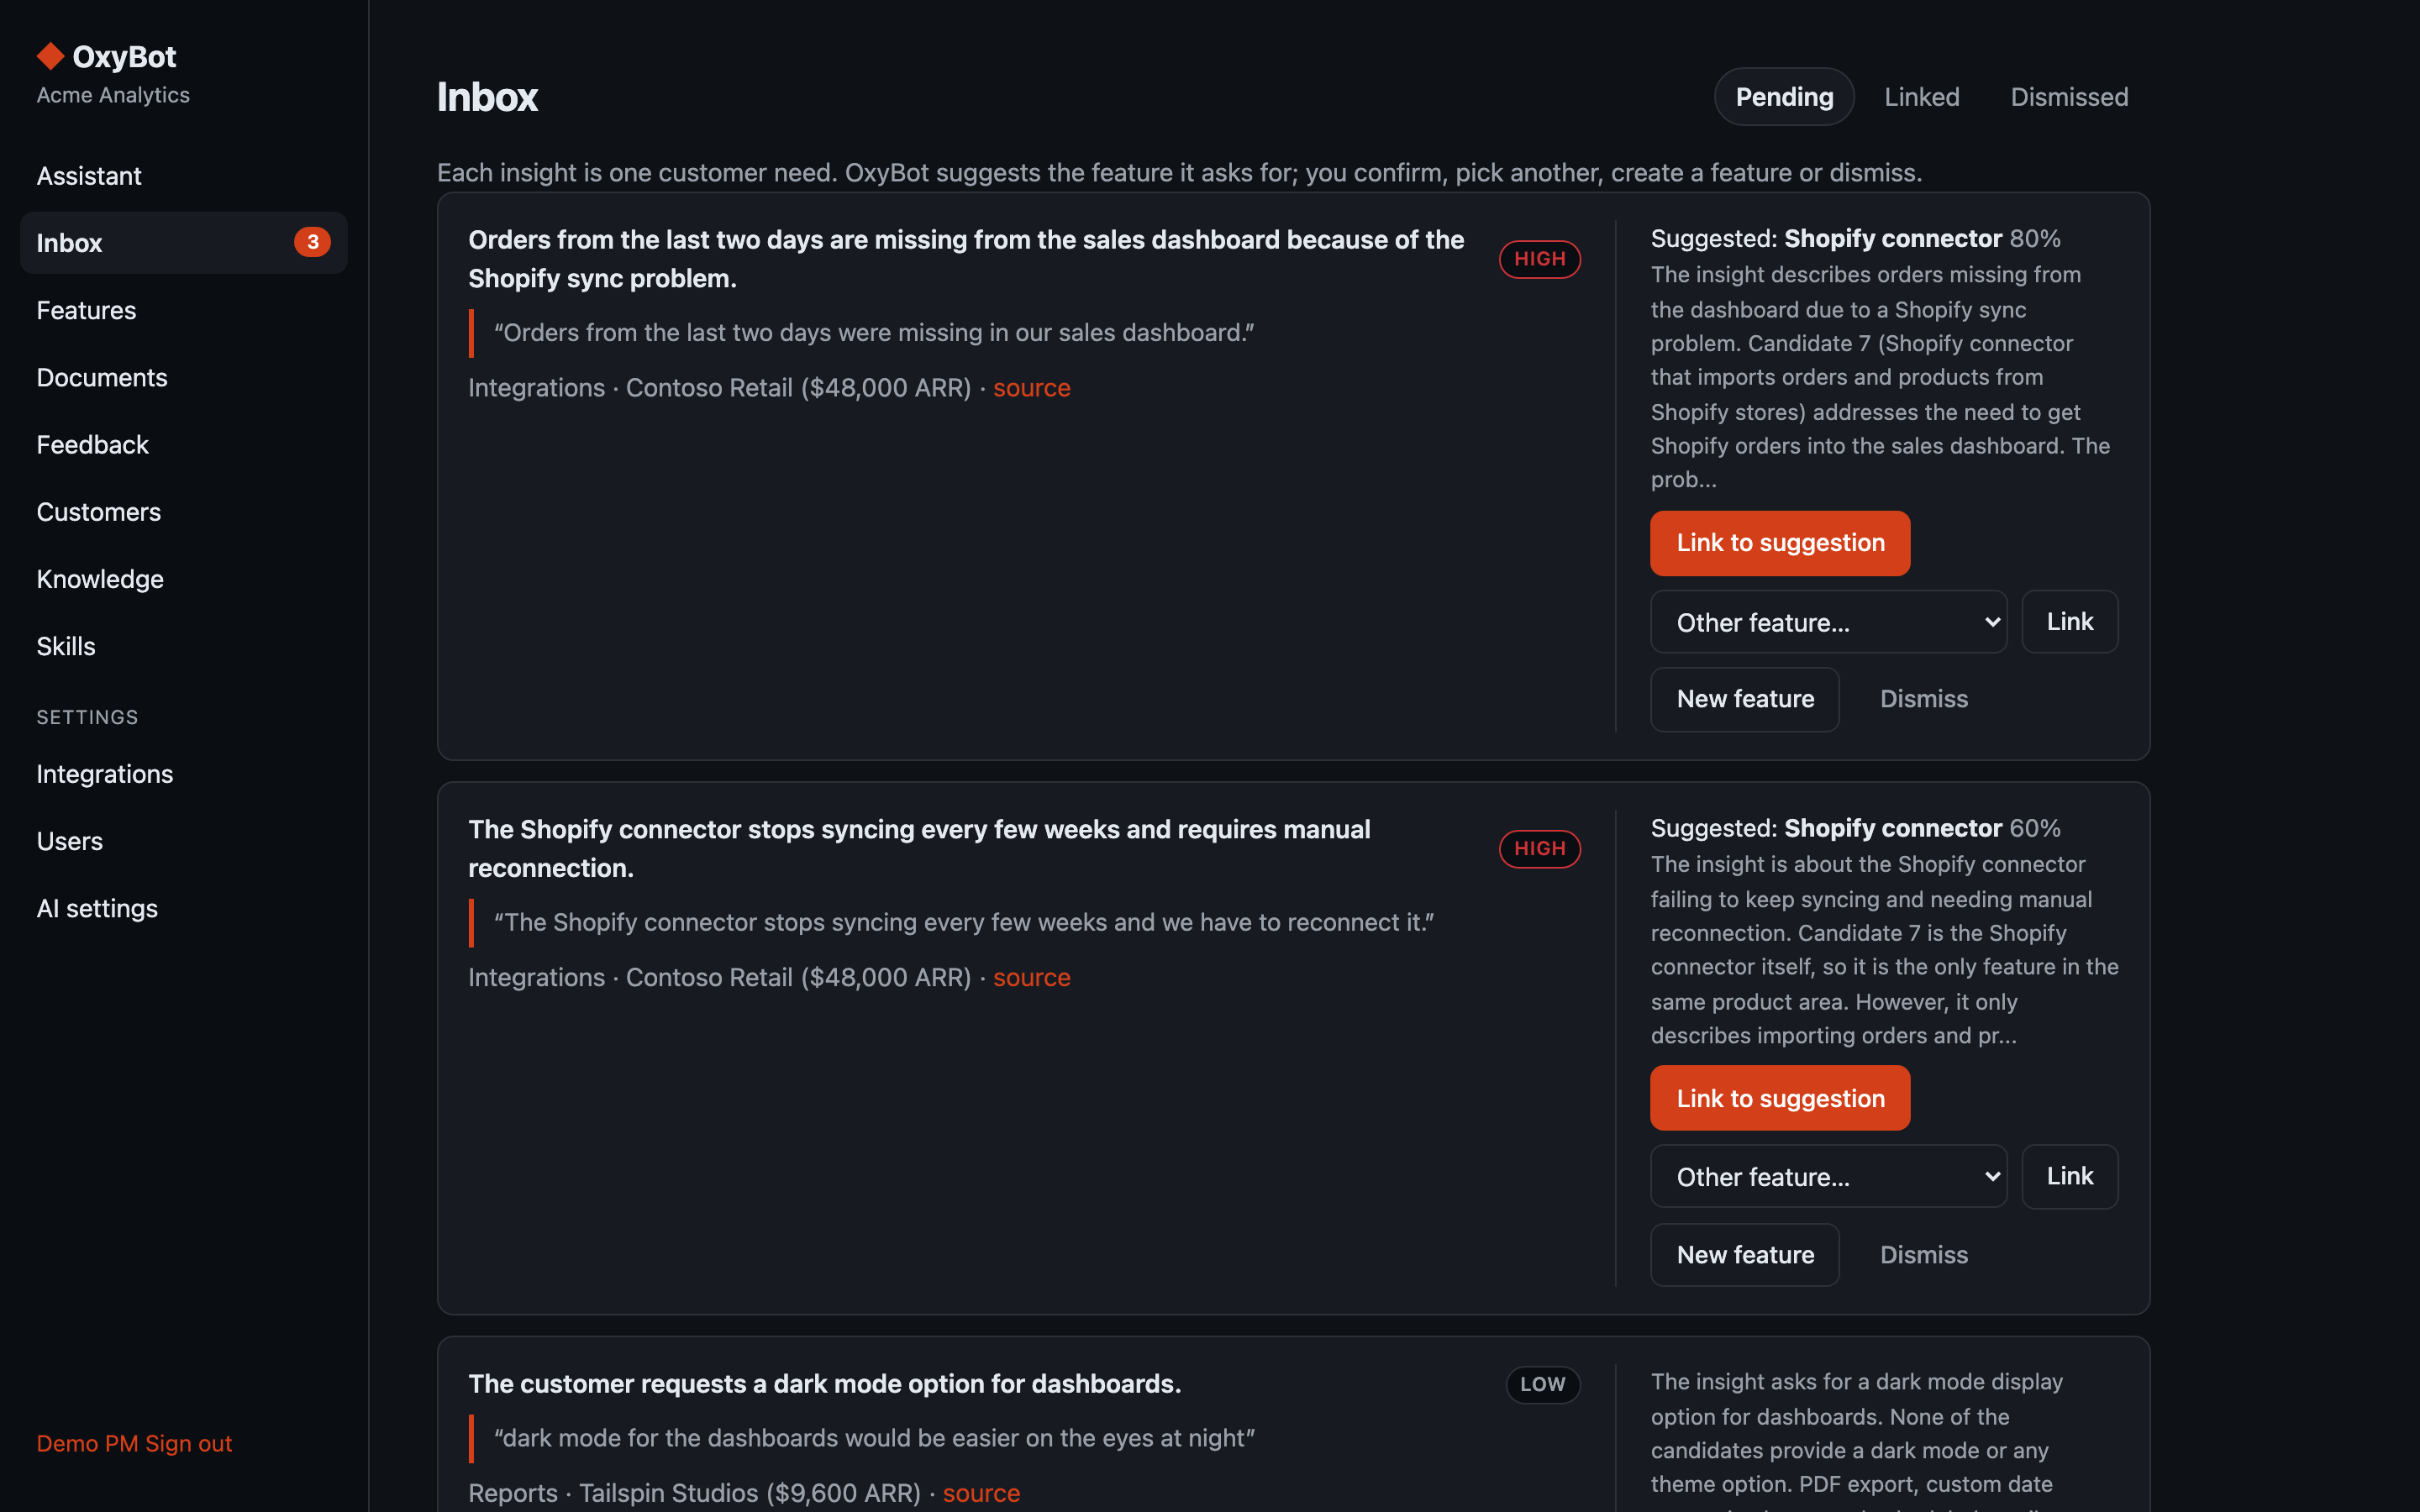 OxyBot
Acme Analytics
Assistant
Inbox 3
Features
Documents
Feedback
Customers
Knowledge
Skills
SETTINGS
Integrations
Users
AI settings
Demo PM Sign out
Inbox
Pending Linked Dismissed
Each insight is one customer need. OxyBot suggests the feature it asks for; you confirm, pick another, create a feature or dismiss.
Orders from the last two days are missing from the sales dashboard because of the
Shopify sync problem.
HIGH
“Orders from the last two days were missing in our sales dashboard.”
Integrations · Contoso Retail ($48,000 ARR) · source
Suggested: Shopify connector 80%
The insight describes orders missing from
the dashboard due to a Shopify sync
problem. Candidate 7 (Shopify connector
that imports orders and products from
Shopify stores) addresses the need to get
Shopify orders into the sales dashboard. The
prob...
Link to suggestion
Other feature... Link
New feature Dismiss
The Shopify connector stops syncing every few weeks and requires manual
reconnection.
HIGH
“The Shopify connector stops syncing every few weeks and we have to reconnect it.”
Integrations · Contoso Retail ($48,000 ARR) · source
Suggested: Shopify connector 60%
The insight is about the Shopify connector
failing to keep syncing and needing manual
reconnection. Candidate 7 is the Shopify
connector itself, so it is the only feature in the
same product area. However, it only
describes importing orders and pr...
Link to suggestion
Other feature... Link
New feature Dismiss
The customer requests a dark mode option for dashboards.
LOW
“dark mode for the dashboards would be easier on the eyes at night”
Reports · Tailspin Studios ($9,600 ARR) · source
The insight asks for a dark mode display
option for dashboards. None of the
candidates provide a dark mode or any
theme option. PDF export, custom date